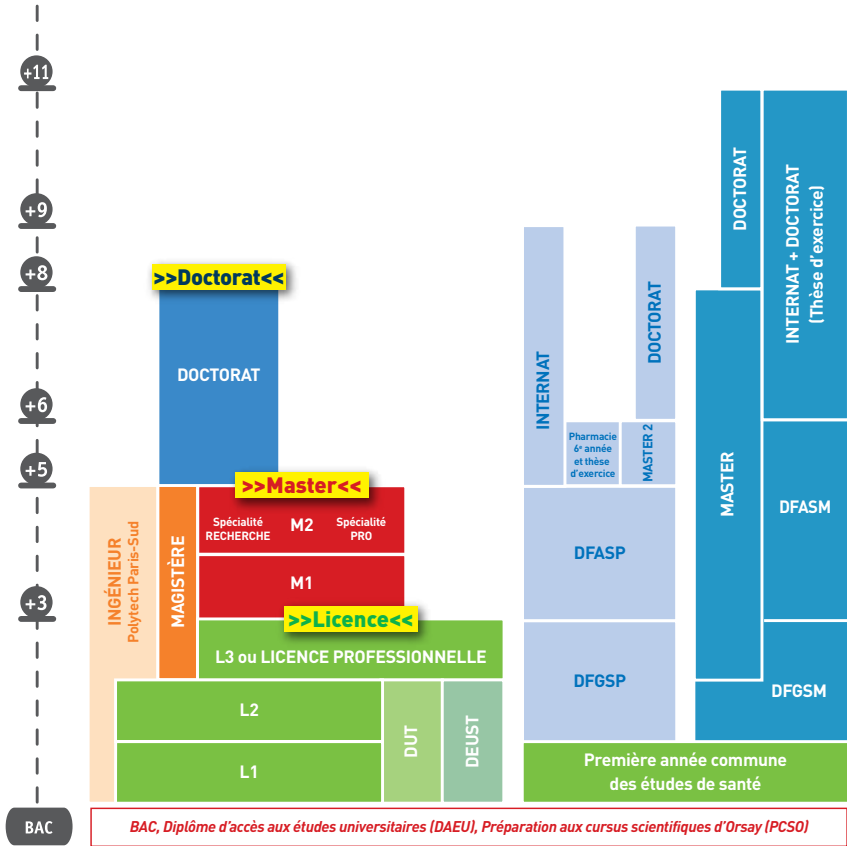 +11
+9
+8
+6
+5
+3
BAC
>>Doctorat<<
DOCTORAT
>>Master<<
INGÉNIEUR
Polytech Paris-Sud
MAGISTÈRE
Spécialité
RECHERCHE
M2
Spécialité
PRO
M1
>>Licence<<
L3 ou LICENCE PROFESSIONNELLE
L2
L1
DUT
DEUST
INTERNAT
Pharmacie
6e année
et thèse
d'exercice
MASTER 2
DOCTORAT
DFASP
DFGSP
DOCTORAT
MASTER
INTERNAT + DOCTORAT
(Thèse d'exercice)
DFASM
DFGSM
Première année commune
des études de santé
BAC, Diplôme d'accès aux études universitaires (DAEU), Préparation aux cursus scientifiques d'Orsay (PCSO)